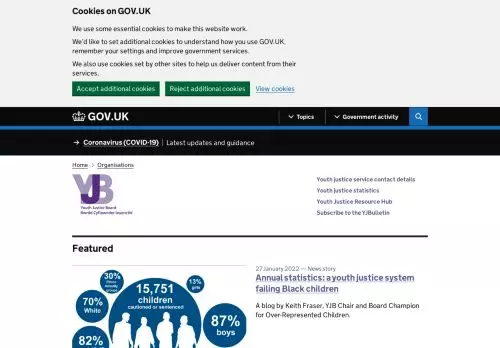 Cookies on GOV.UK
We use some essential cookies to make this website work.
We'd like to set additional cookies to understand how you use GOV.UK,
remember your settings and improve government services.
We also use cookies set by other sites to help us deliver content from their
services.
Accept additional cookies Reject additional cookies View cookies
GOV.UK Topics Government activity
→ Coronavirus (COVID-19) Latest updates and guidance
Home > Organisations
YJB
Youth Justice Board
Bwrdd Cyfiawnder Ieuenctid
Youth justice service contact details
Youth justice statistics
Youth Justice Resource Hub
Subscribe to the YJBulletin
Featured
30%
15,751
children
cautioned or sentenced
13%
girls
70%
White
87%
boys
82%
27 January 2022 — News story
Annual statistics: a youth justice system
failing Black children
A blog by Keith Fraser, YJB Chair and Board Champion
for Over-Represented Children.